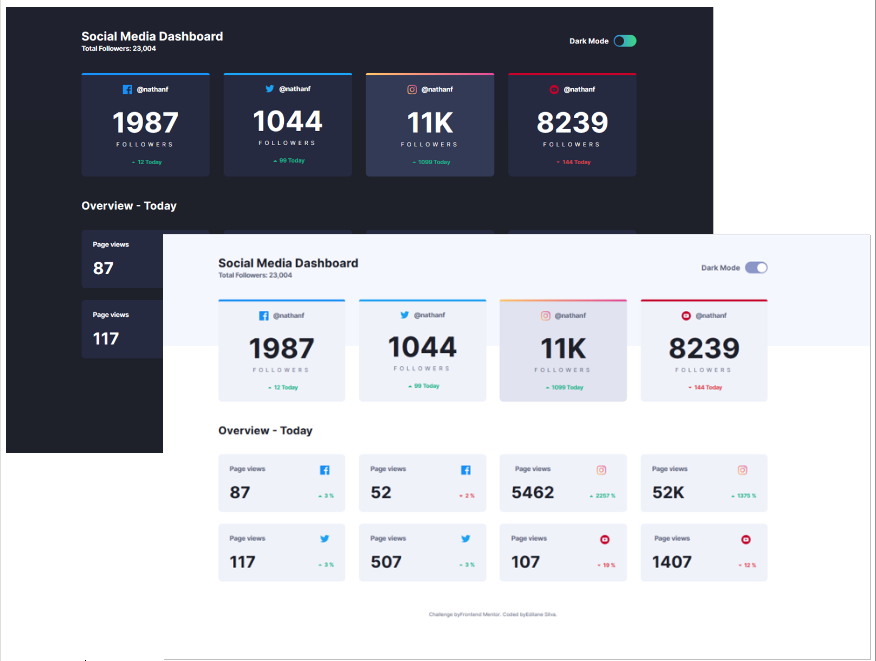 Social Media Dashboard
Total Followers: 23,004
Dark Mode
@nathanf
@nathanf
@nathanf
@nathanf
1987
1044
11K
8239
FOLLOWERS
FOLLOWERS
FOLLOWERS
FOLLOWERS
12 Today
99 Today
1099 Today
144 Today
Overview - Today
Page views
87
Page views
117
Social Media Dashboard
Total Followers: 23,004
Dark Mode
@nathanf
@nathanf
@nathanf
@nathanf
1987
1044
11K
8239
FOLLOWERS
FOLLOWERS
FOLLOWERS
FOLLOWERS
12 Today
99 Today
1099 Today
144 Today
Overview - Today
Page views
87
3 %
Page views
52
2 %
Page views
5462
2257 %
Page views
52K
1375 %
Page views
117
3 %
Page views
507
3 %
Page views
107
19 %
Page views
1407
12 %
Challenge byFrontend Mentor. Coded byEdilane Silva.